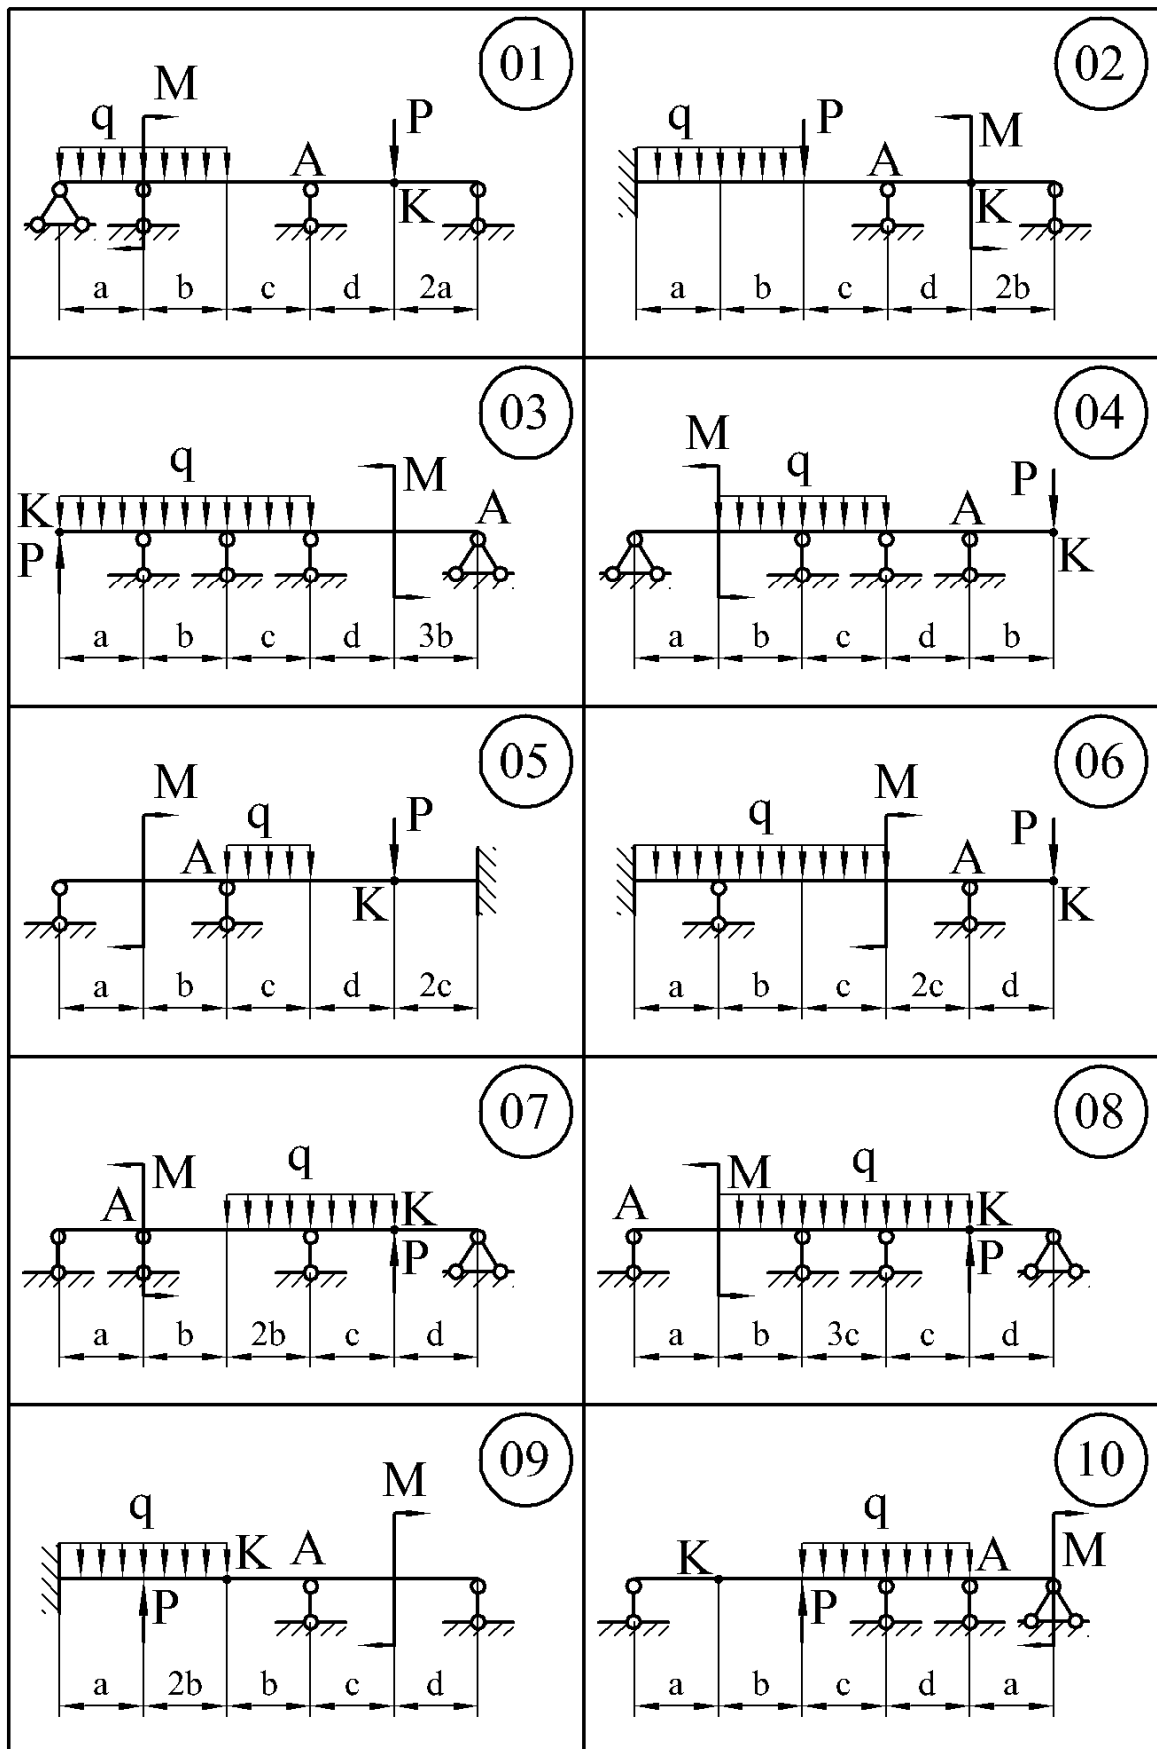 01
M
q
P
A
K
a b c d 2a
02
q
P
M
A
K
a b c d 2b
03
q
M
K
A
P
a b c d 3b
04
M
q
P
A
K
a b c d b
05
M
q
P
A
K
a b c d 2c
06
M
q
P
A
K
a b c 2c d
07
q
M
A
K
P
a b 2b c d
08
q
M
A
K
P
a b 3c c d
09
M
q
K
A
P
a 2b b c d
10
q
K
A
M
P
a b c d a